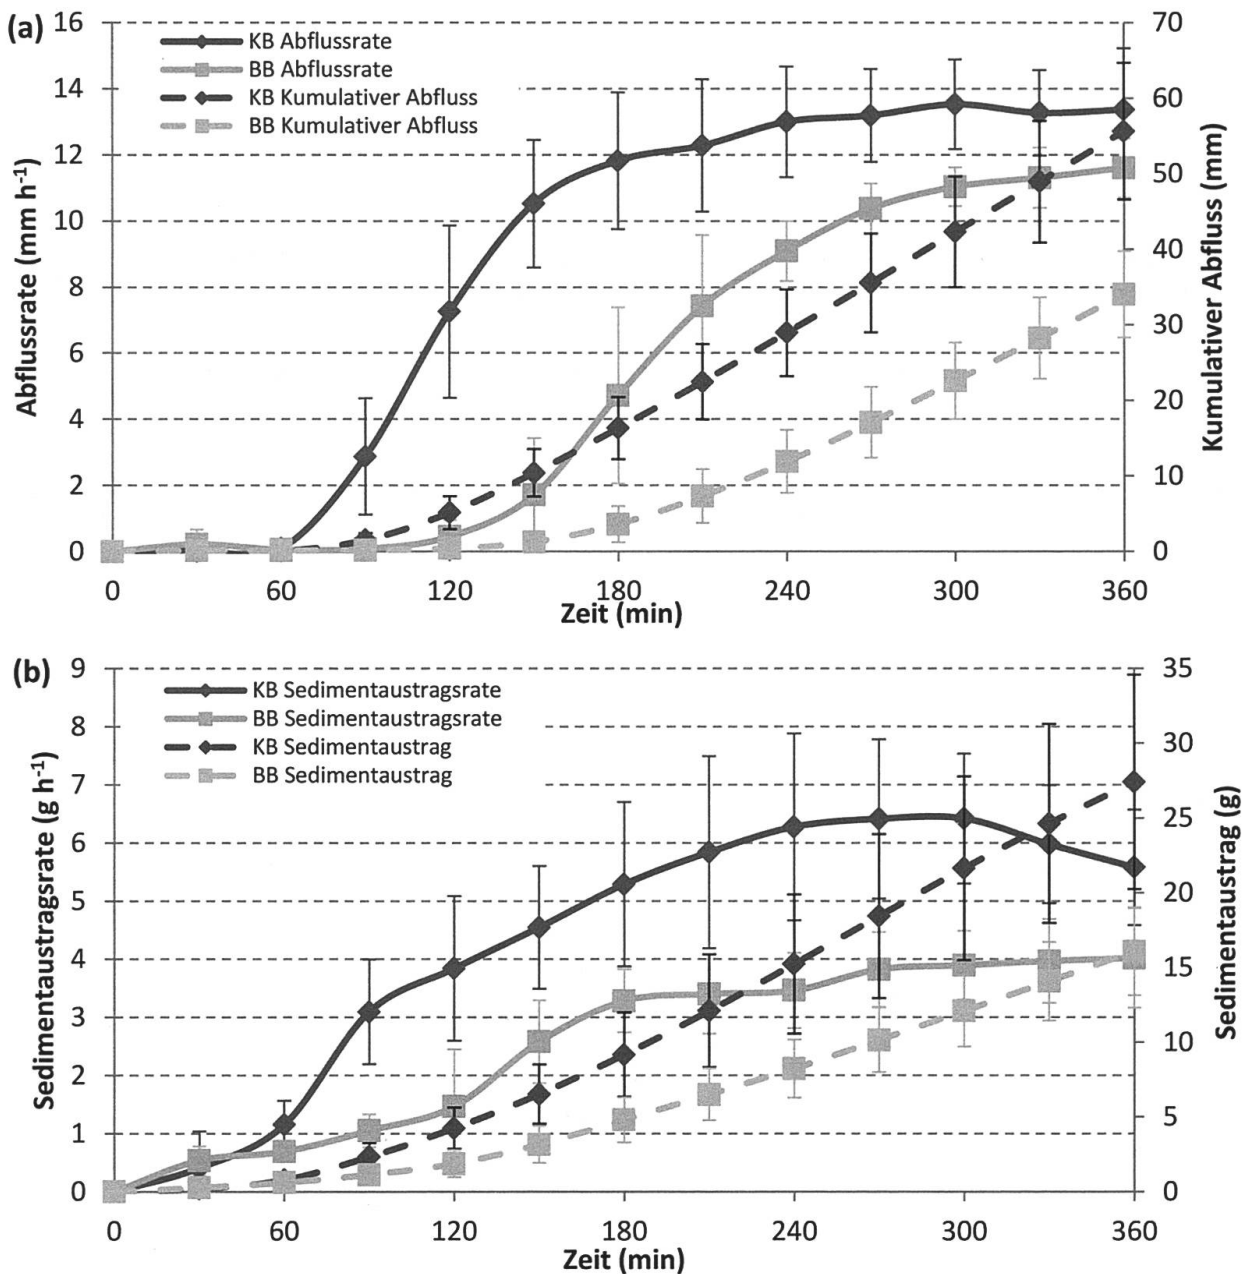 (a)
KB Abflussrate
BB Abflussrate
KB Kumulativer Abfluss
BB Kumulativer Abfluss
Abflussrate (mm h⁻¹)
16
14
12
10
8
6
4
2
0
Kumulativer Abfluss (mm)
70
60
50
40
30
20
10
0
0 60 120 180 240 300 360
Zeit (min)
(b)
KB Sedimentaustragsrate
BB Sedimentaustragsrate
KB Sedimentaustrag
BB Sedimentaustrag
Sedimentaustragsrate (g h⁻¹)
9
8
7
6
5
4
3
2
1
0
Sedimentaustrag (g)
35
30
25
20
15
10
5
0
0 60 120 180 240 300 360
Zeit (min)